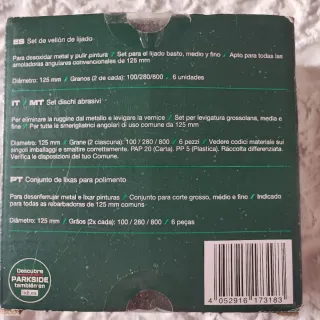 ES Set de vellón de lijado
Para desoxidar metal y pulir pintura / Set para el lijado basto, medio y fino / Apto para todas las
amoladoras angulares convencionales de 125 mm
Diámetro: 125 mm / Granos (2 de cada): 100/280/800 / 6 unidades
IT / MT Set dischi abrasivi
Per eliminare la ruggine dal metallo e levigare la vernice / Set per levigatura grossolana, media e
fine / Per tutte le smerigliatrici angolari di uso comune da 125 mm
Diametro: 125 mm / Grane (2 ciascuno): 100 / 280 / 800 / 6 pezzi / Vedere codici materiale sui
singoli imballaggi e smaltire correttamente. PAP 20 (Carta). PP 5 (Plastica). Raccolta differenziata.
Verifica le disposizioni del tuo Comune.
PT Conjunto de lixas para polimento
Para desenferrujar metal e lixar pinturas / Conjunto para corte grosso, médio e fino / Indicado
para todas as rebarbadoras de 125 mm comuns
Diâmetro: 125 mm / Grãos (2x cada): 100 / 280 / 800 / 6 peças
Descubre
PARKSIDE
también en
4 052916 173183